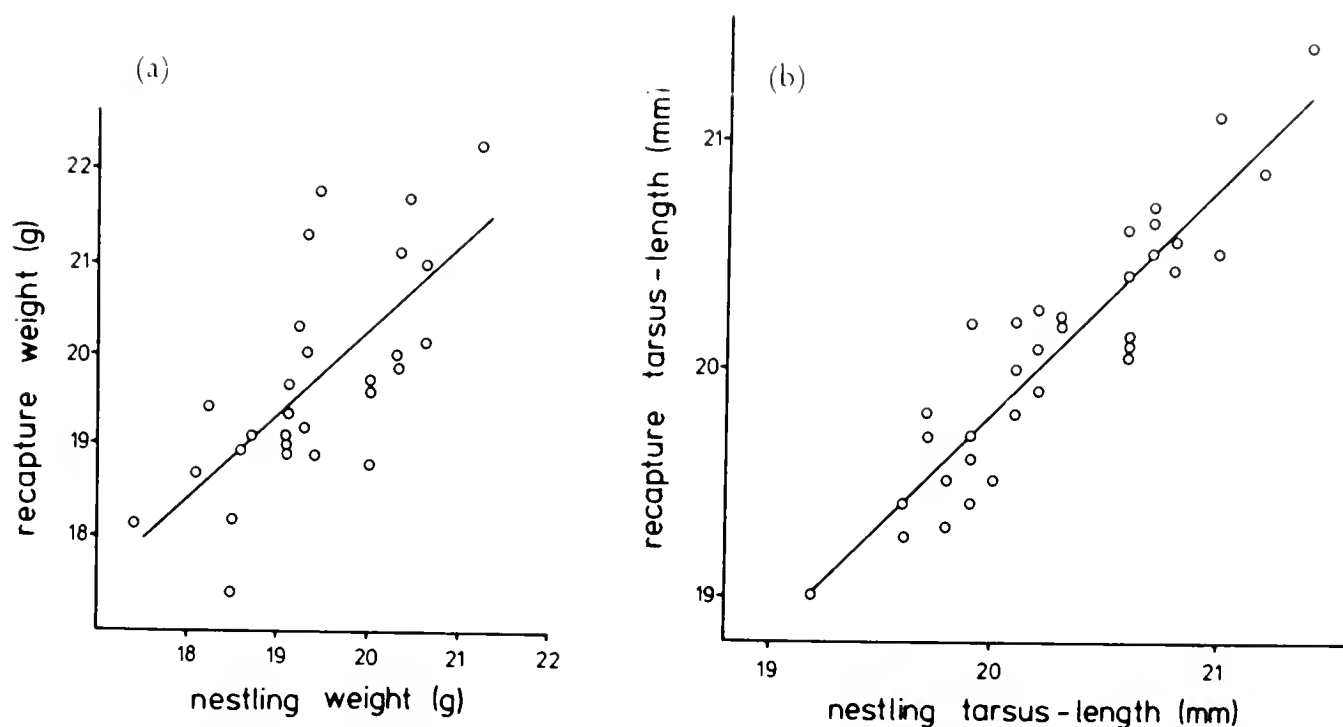 (a)
recapture weight (g)
22
21
20
19
18
18 19 20 21 22
nestling weight (g)
(b)
recapture tarsus-length (mm)
21
20
19
19 20 21
nestling tarsus-length (mm)